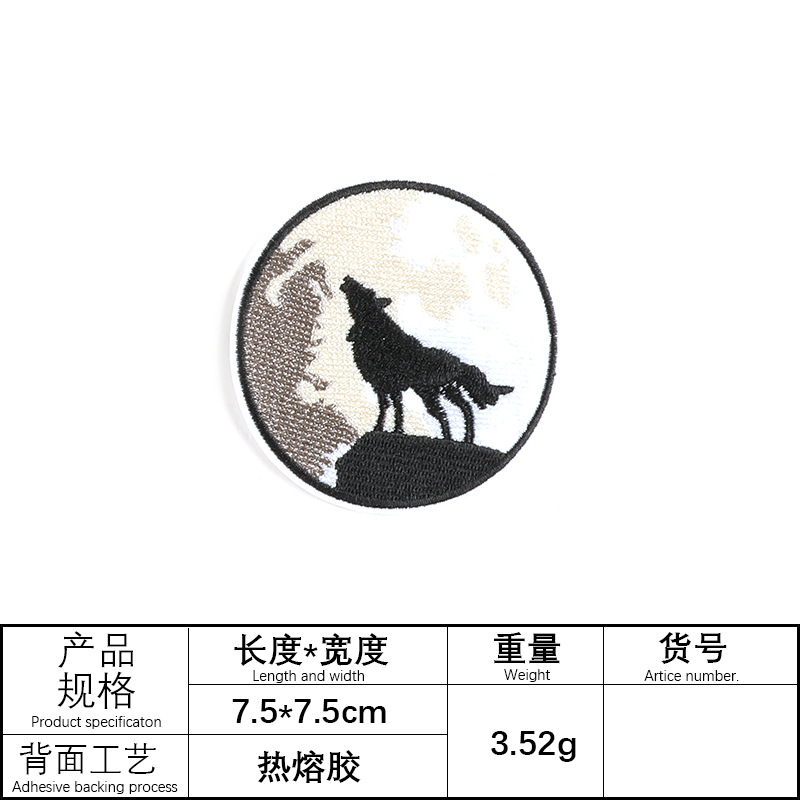 产品
规格
Product specificaton
长度*宽度
Length and width
重量
Weight
货号
Artice number.
7.5*7.5cm
3.52g
背面工艺
Adhesive backing process
热熔胶